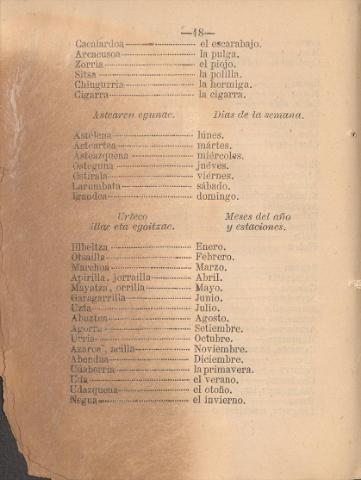 —18—
Cacalardoa — el escarabajo.
Arcacusoa — la pulga.
Zorria — el piojo.
Sitsa — la polilla.
Chingurria — la hormiga.
Cigarra — la cigarra.
Astearen egunac. Dias de la semana.
Astelena — lúnes.
Asteartea — mártes.
Asteazquena — miércoles.
Osteguna — juéves.
Ostirala — viérnes.
Larumbata — sábado.
Igandea — domingo.
Urteco Meses del año
illac eta egoitzac. y estaciones.
Ilbeltza — Enero.
Otsailla — Febrero.
Marchoa — Marzo.
Apirilla, jorrailla — Abril.
Mayatza, orrilla — Mayo.
Garagarrilla — Junio.
Uzta — Julio.
Abuztua — Agosto.
Agorra — Setiembre.
Urria — Octubre.
Azaroa, acilla — Noviembre.
Abendua — Diciembre.
Udaberria — la primavera.
Uda — el verano.
Udazquena — el otoño.
Negua — el invierno.